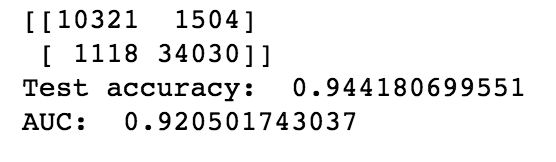 [[10321 1504]
[ 1118 34030]]
Test accuracy: 0.944180699551
AUC: 0.920501743037